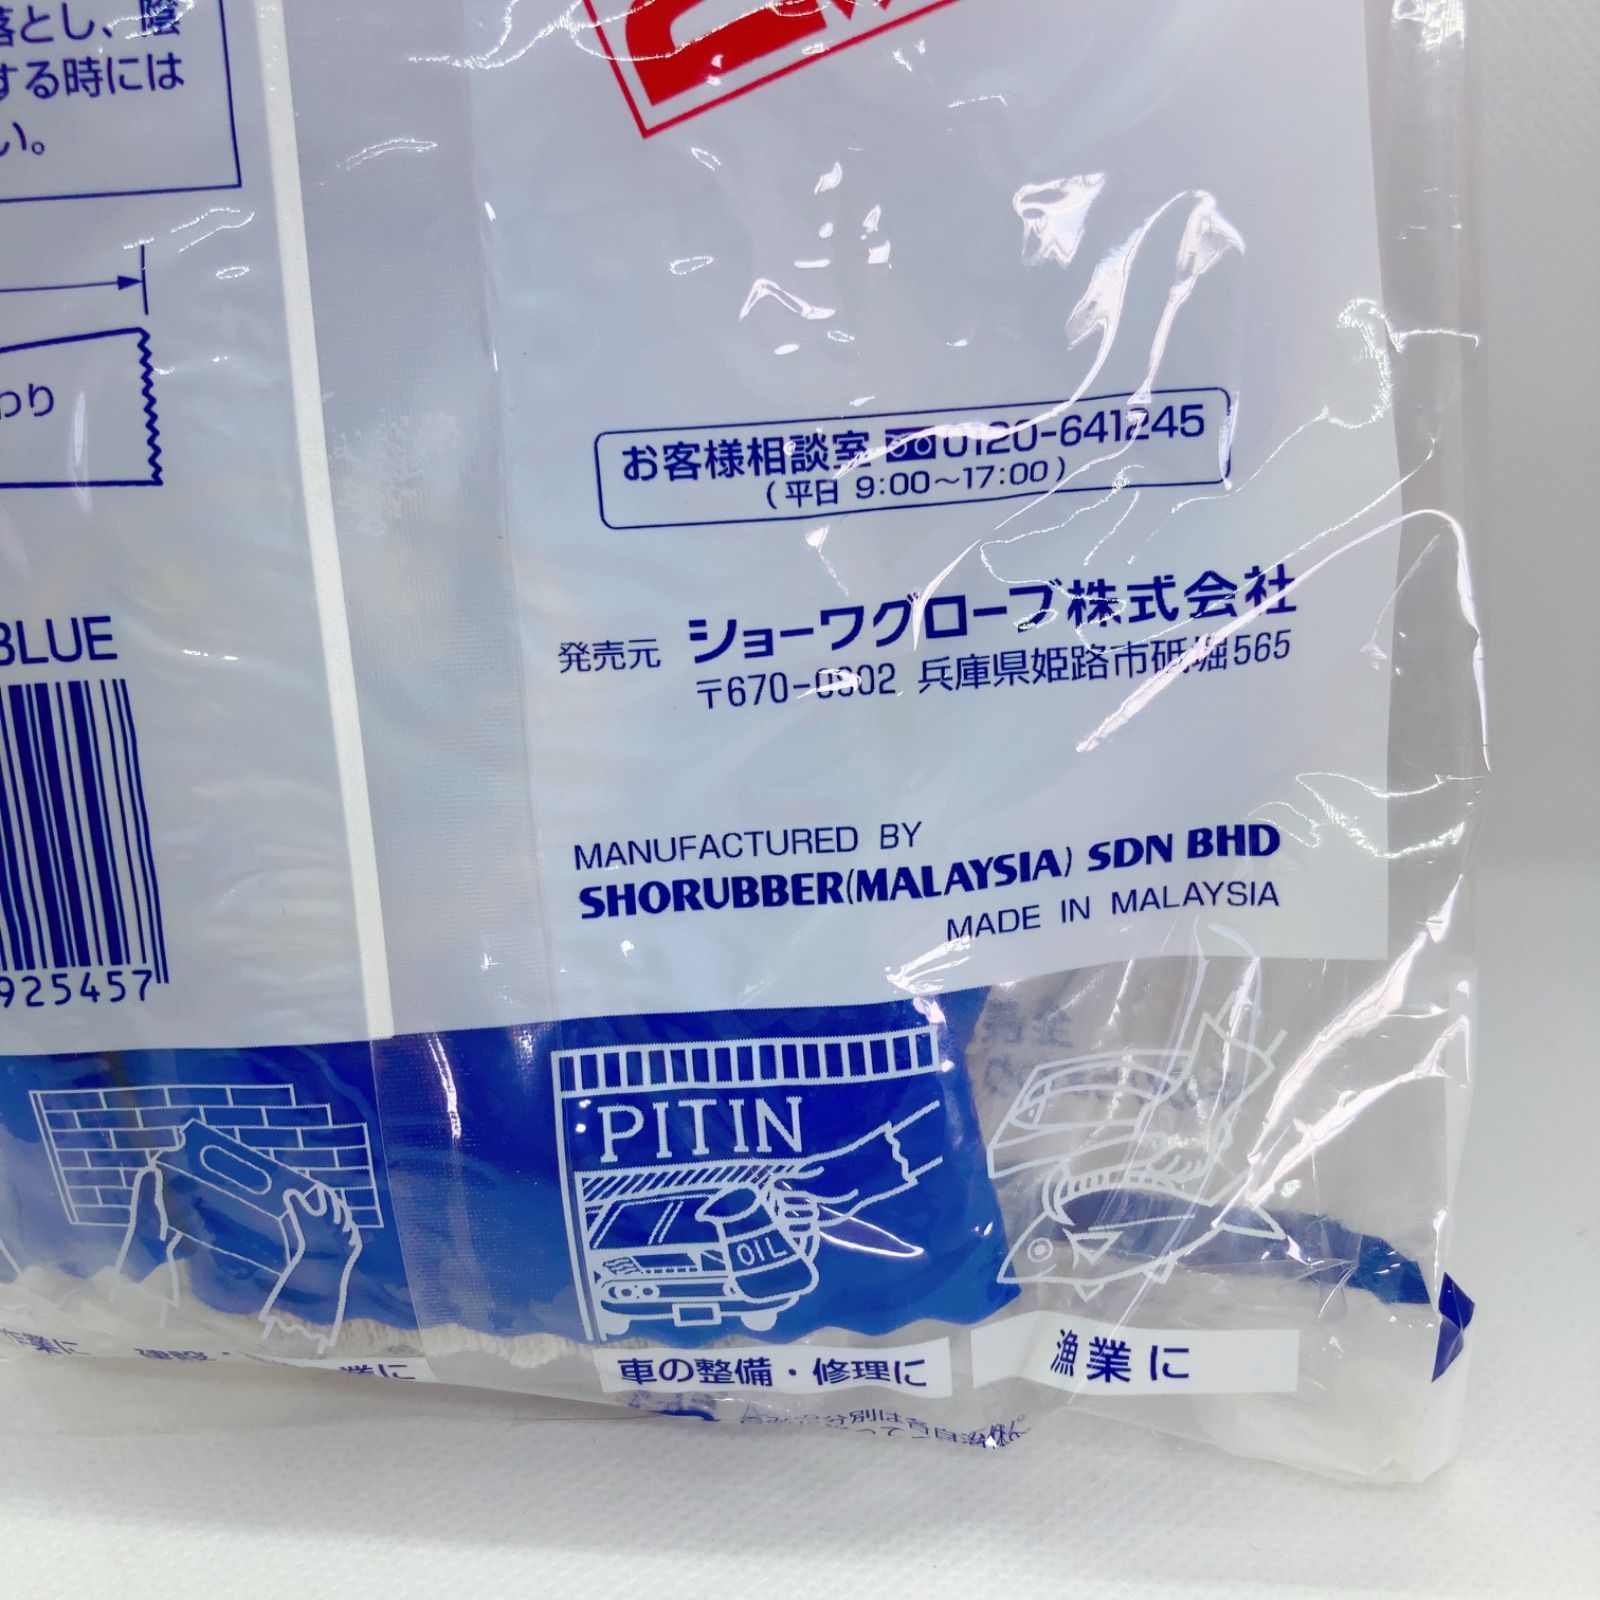 落とし、陰
する時には
い。
わり
BLUE
925457
お客様相談室 0120-641245
(平日 9:00～17:00)
発売元 ショーワグローブ株式会社
〒670-0802 兵庫県姫路市砥堀565
MANUFACTURED BY
SHORUBBER(MALAYSIA) SDN BHD
MADE IN MALAYSIA
PITIN
OIL
作業に
車の整備・修理に
漁業に